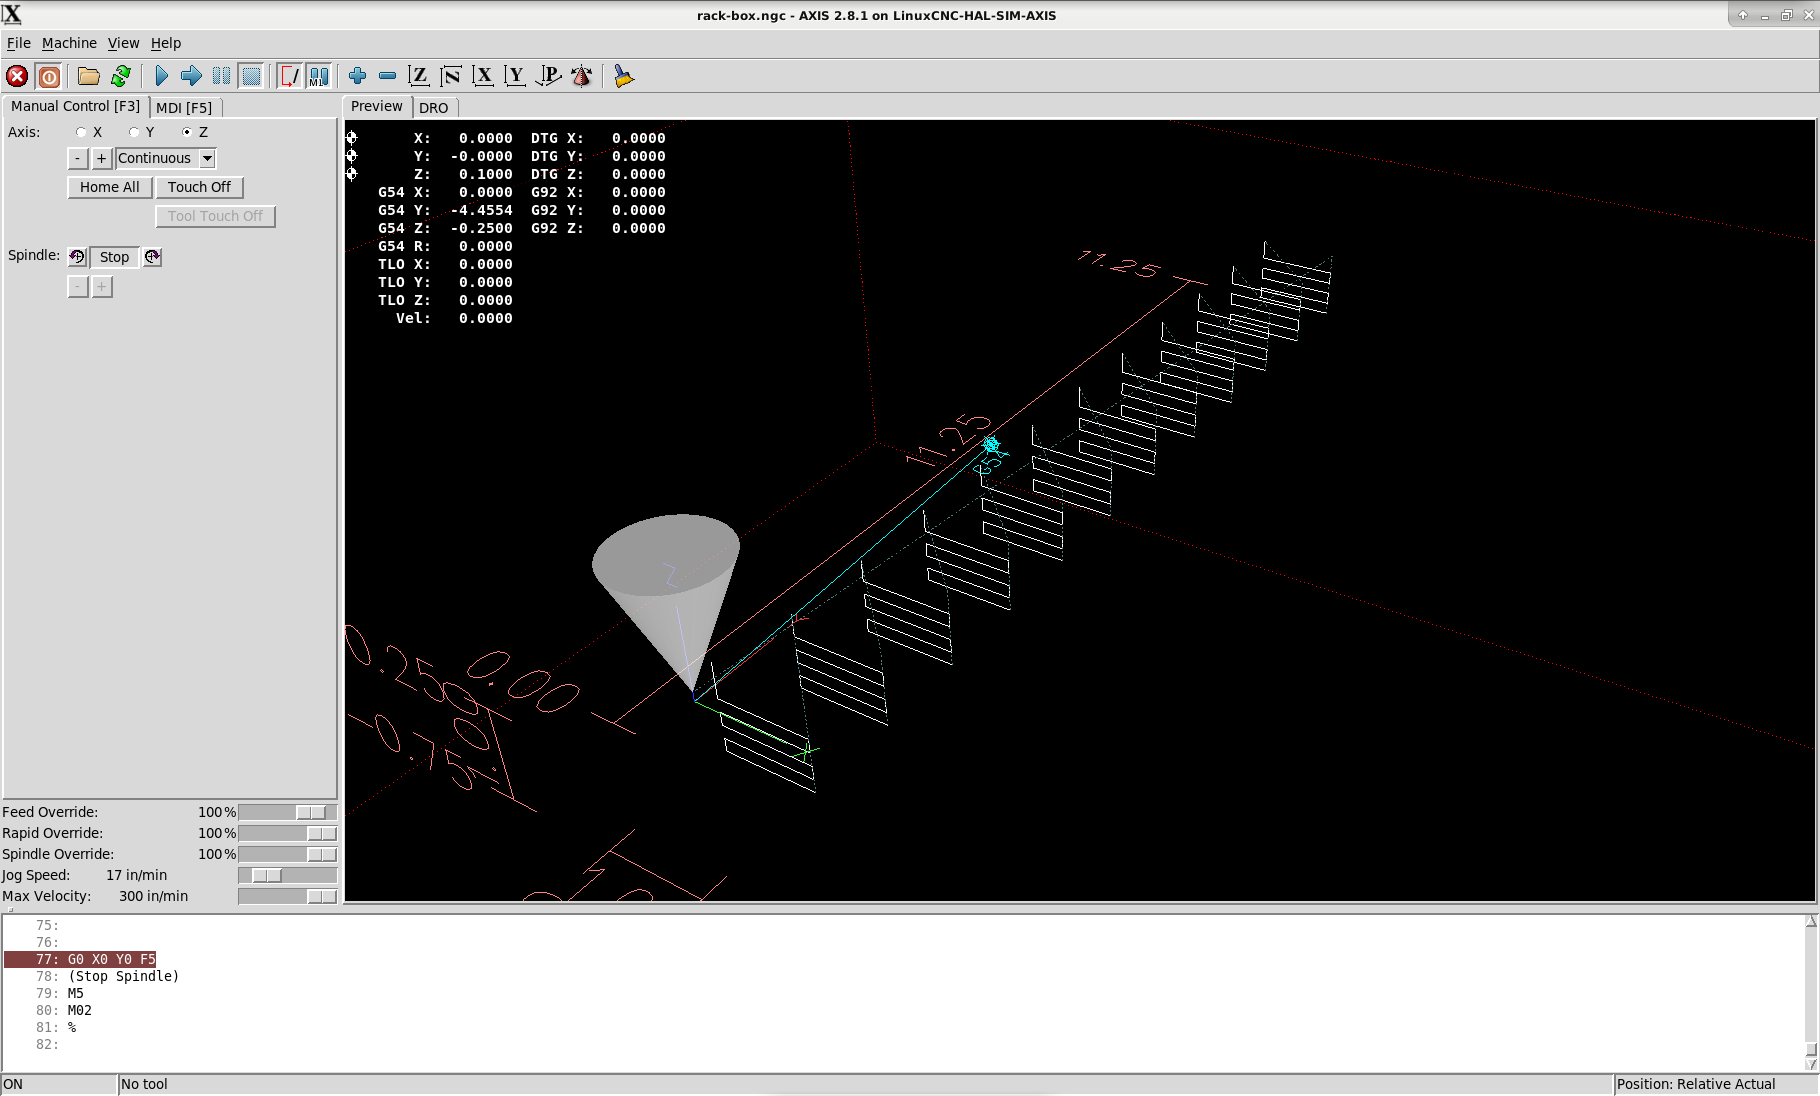 rack-box.ngc - AXIS 2.8.1 on LinuxCNC-HAL-SIM-AXIS
File Machine View Help
Z N X Y P
M1
Manual Control [F3] MDI [F5]
Preview DRO
Axis: X Y Z
- + Continuous
Home All Touch Off
Tool Touch Off
Spindle: Stop
- +
X: 0.0000 DTG X: 0.0000
Y: -0.0000 DTG Y: 0.0000
Z: 0.1000 DTG Z: 0.0000
G54 X: 0.0000 G92 X: 0.0000
G54 Y: -4.4554 G92 Y: 0.0000
G54 Z: -0.2500 G92 Z: 0.0000
G54 R: 0.0000
TLO X: 0.0000
TLO Y: 0.0000
TLO Z: 0.0000
Vel: 0.0000
11.25
11.25
G54
Z
0.250
0.00
-0.75
Feed Override: 100%
Rapid Override: 100%
Spindle Override: 100%
Jog Speed: 17 in/min
Max Velocity: 300 in/min
75:
76:
77: G0 X0 Y0 F5
78: (Stop Spindle)
79: M5
80: M02
81: %
82:
ON No tool Position: Relative Actual